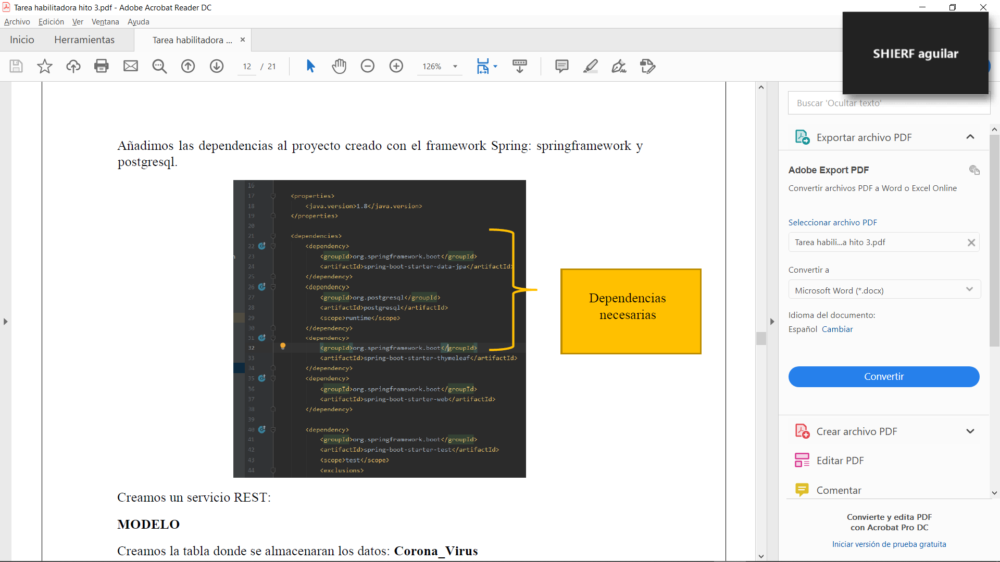 Tarea habilitadora hito 3.pdf - Adobe Acrobat Reader DC
Archivo Edición Ver Ventana Ayuda
Inicio Herramientas Tarea habilitadora ...
12 / 21 126%
SHIERF aguilar
Añadimos las dependencias al proyecto creado con el framework Spring: springframework y
postgresql.
16
17 <properties>
18 <java.version>1.8</java.version>
19 </properties>
20
21 <dependencies>
22 <dependency>
23 <groupId>org.springframework.boot</groupId>
24 <artifactId>spring-boot-starter-data-jpa</artifactId>
25 </dependency>
26 <dependency>
27 <groupId>org.postgresql</groupId>
28 <artifactId>postgresql</artifactId>
29 <scope>runtime</scope>
30 </dependency>
31 <dependency>
32 <groupId>org.springframework.boot</groupId>
33 <artifactId>spring-boot-starter-thymeleaf</artifactId>
34 </dependency>
35 <dependency>
36 <groupId>org.springframework.boot</groupId>
37 <artifactId>spring-boot-starter-web</artifactId>
38 </dependency>
39
40 <dependency>
41 <groupId>org.springframework.boot</groupId>
42 <artifactId>spring-boot-starter-test</artifactId>
43 <scope>test</scope>
44 <exclusions>
Dependencias
necesarias
Creamos un servicio REST:
MODELO
Creamos la tabla donde se almacenaran los datos: Corona_Virus
Buscar 'Ocultar texto'
Exportar archivo PDF
Adobe Export PDF
Convertir archivos PDF a Word o Excel Online
Seleccionar archivo PDF
Tarea habili...a hito 3.pdf
Convertir a
Microsoft Word (*.docx)
Idioma del documento:
Español Cambiar
Convertir
Crear archivo PDF
Editar PDF
Comentar
Convierte y edita PDF
con Acrobat Pro DC
Iniciar versión de prueba gratuita